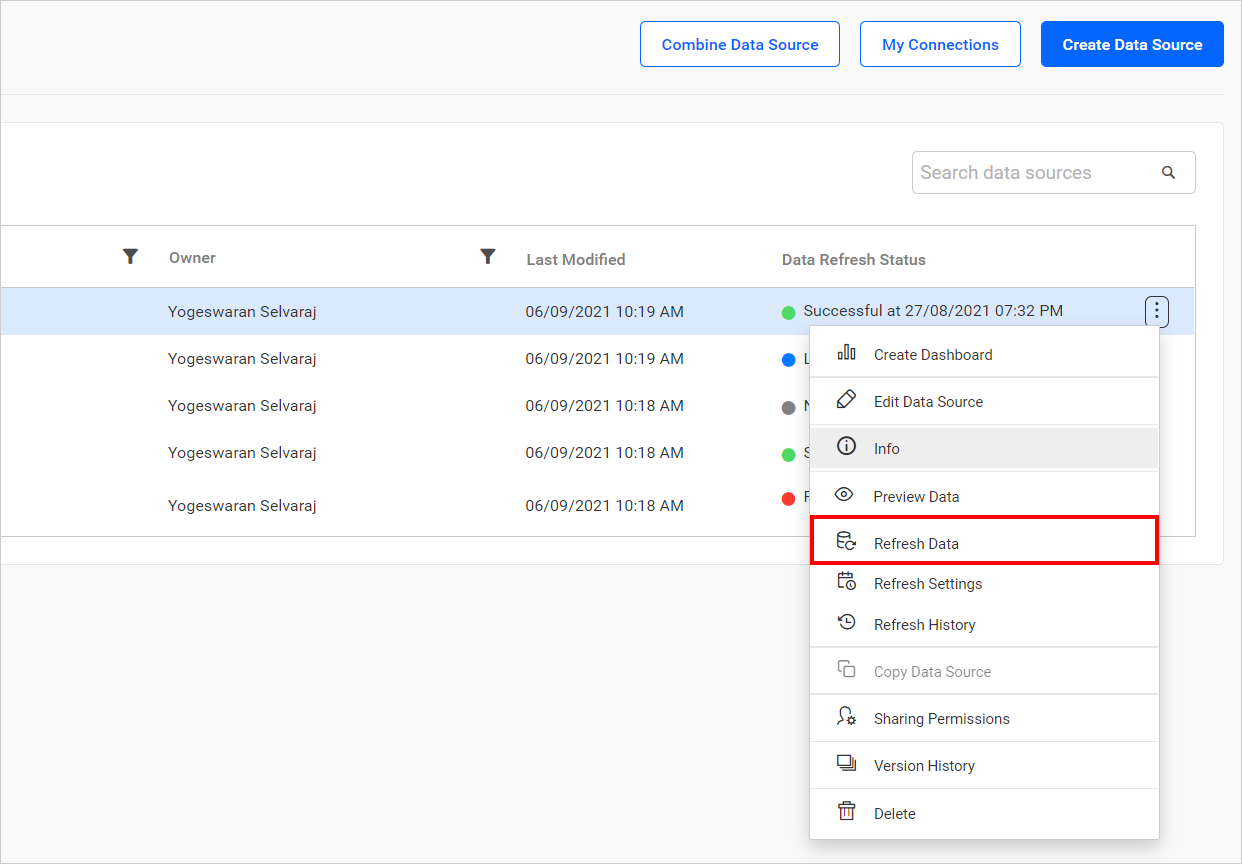 Combine Data Source My Connections Create Data Source
Search data sources
Owner Last Modified Data Refresh Status
Yogeswaran Selvaraj 06/09/2021 10:19 AM Successful at 27/08/2021 07:32 PM
Yogeswaran Selvaraj 06/09/2021 10:19 AM
Yogeswaran Selvaraj 06/09/2021 10:18 AM
Yogeswaran Selvaraj 06/09/2021 10:18 AM
Yogeswaran Selvaraj 06/09/2021 10:18 AM
Create Dashboard
Edit Data Source
Info
Preview Data
Refresh Data
Refresh Settings
Refresh History
Copy Data Source
Sharing Permissions
Version History
Delete